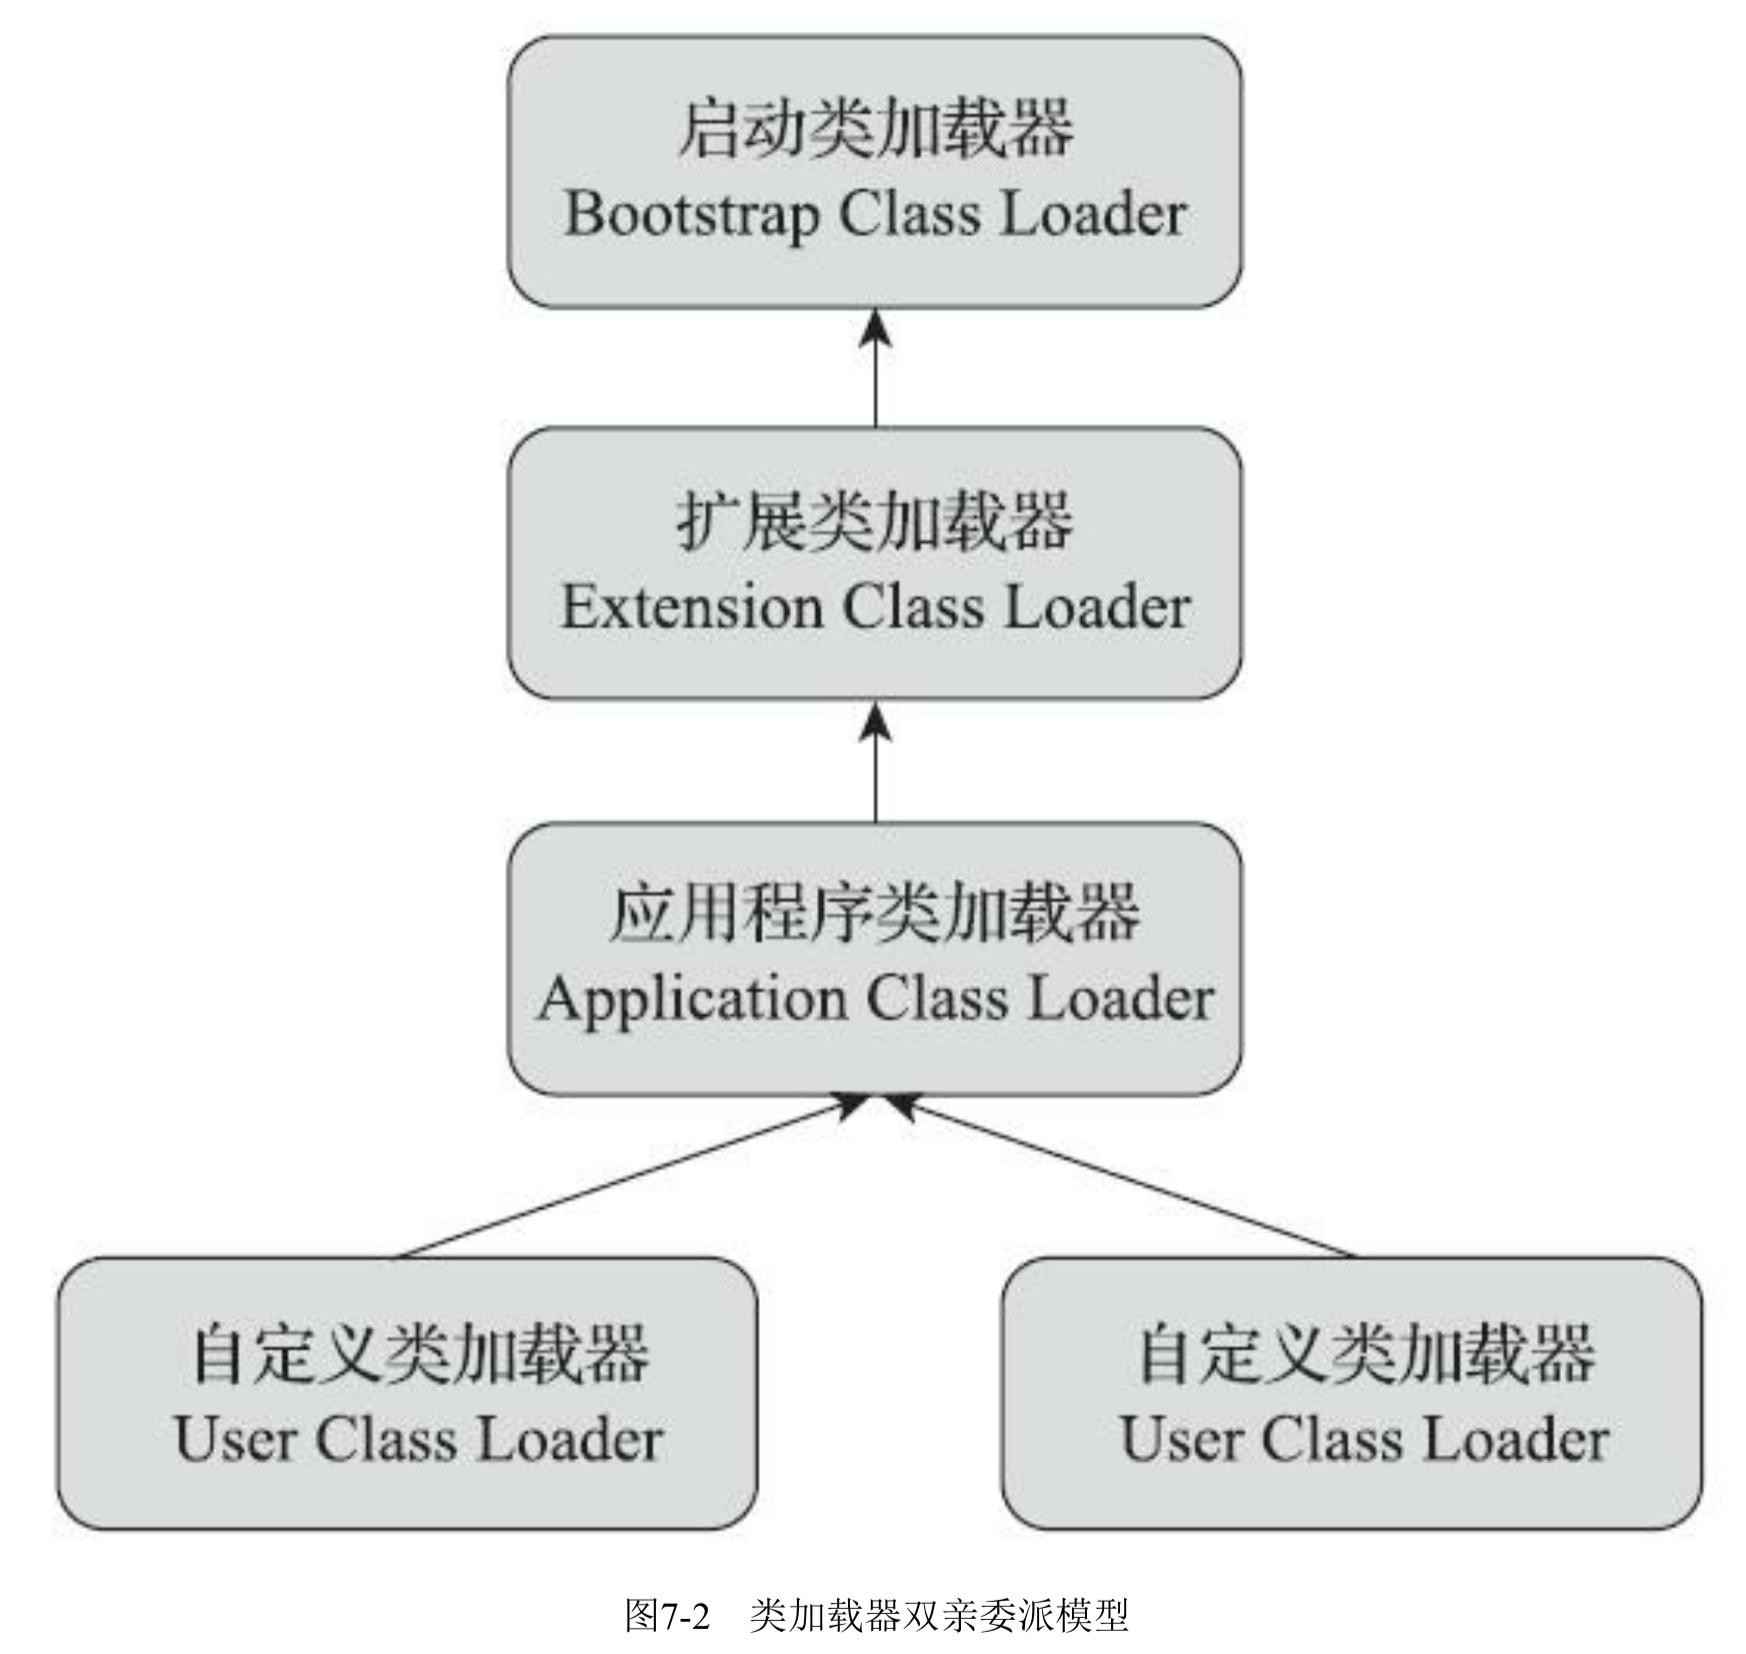 启动类加载器
Bootstrap Class Loader
扩展类加载器
Extension Class Loader
应用程序类加载器
Application Class Loader
自定义类加载器
User Class Loader
自定义类加载器
User Class Loader
图7-2 类加载器双亲委派模型